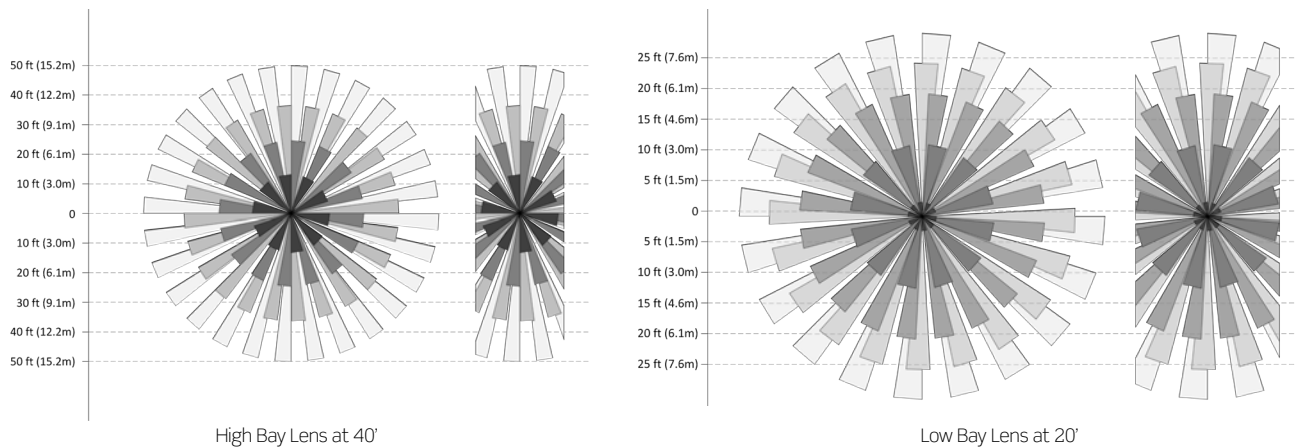 50 ft (15.2m)
40 ft (12.2m)
30 ft (9.1m)
20 ft (6.1m)
10 ft (3.0m)
0
10 ft (3.0m)
20 ft (6.1m)
30 ft (9.1m)
40 ft (12.2m)
50 ft (15.2m)
High Bay Lens at 40’
25 ft (7.6m)
20 ft (6.1m)
15 ft (4.6m)
10 ft (3.0m)
5 ft (1.5m)
0
5 ft (1.5m)
10 ft (3.0m)
15 ft (4.6m)
20 ft (6.1m)
25 ft (7.6m)
Low Bay Lens at 20’